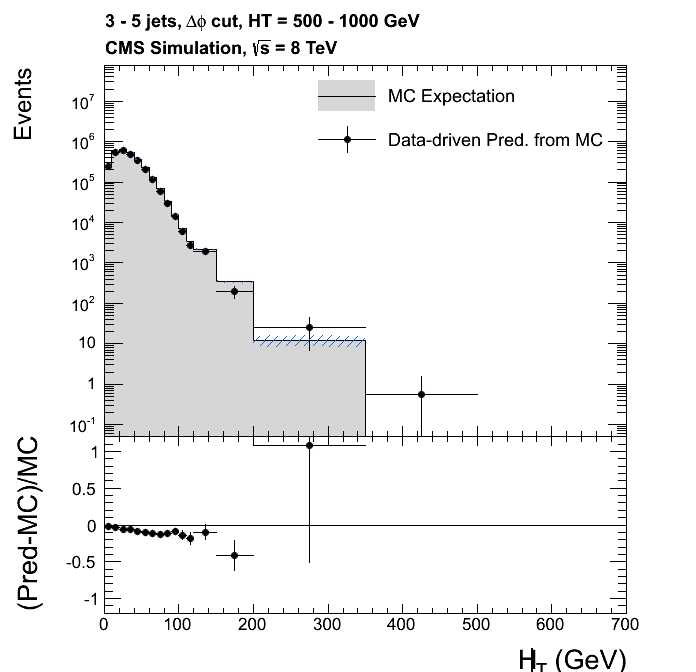 3 - 5 jets, Δϕ cut, HT = 500 - 1000 GeV
CMS Simulation, √s = 8 TeV
Events
MC Expectation
Data-driven Pred. from MC
10⁷
10⁶
10⁵
10⁴
10³
10²
10
1
10⁻¹
(Pred-MC)/MC
1
0.5
0
-0.5
-1
0 100 200 300 400 500 600 700
H̸_T (GeV)